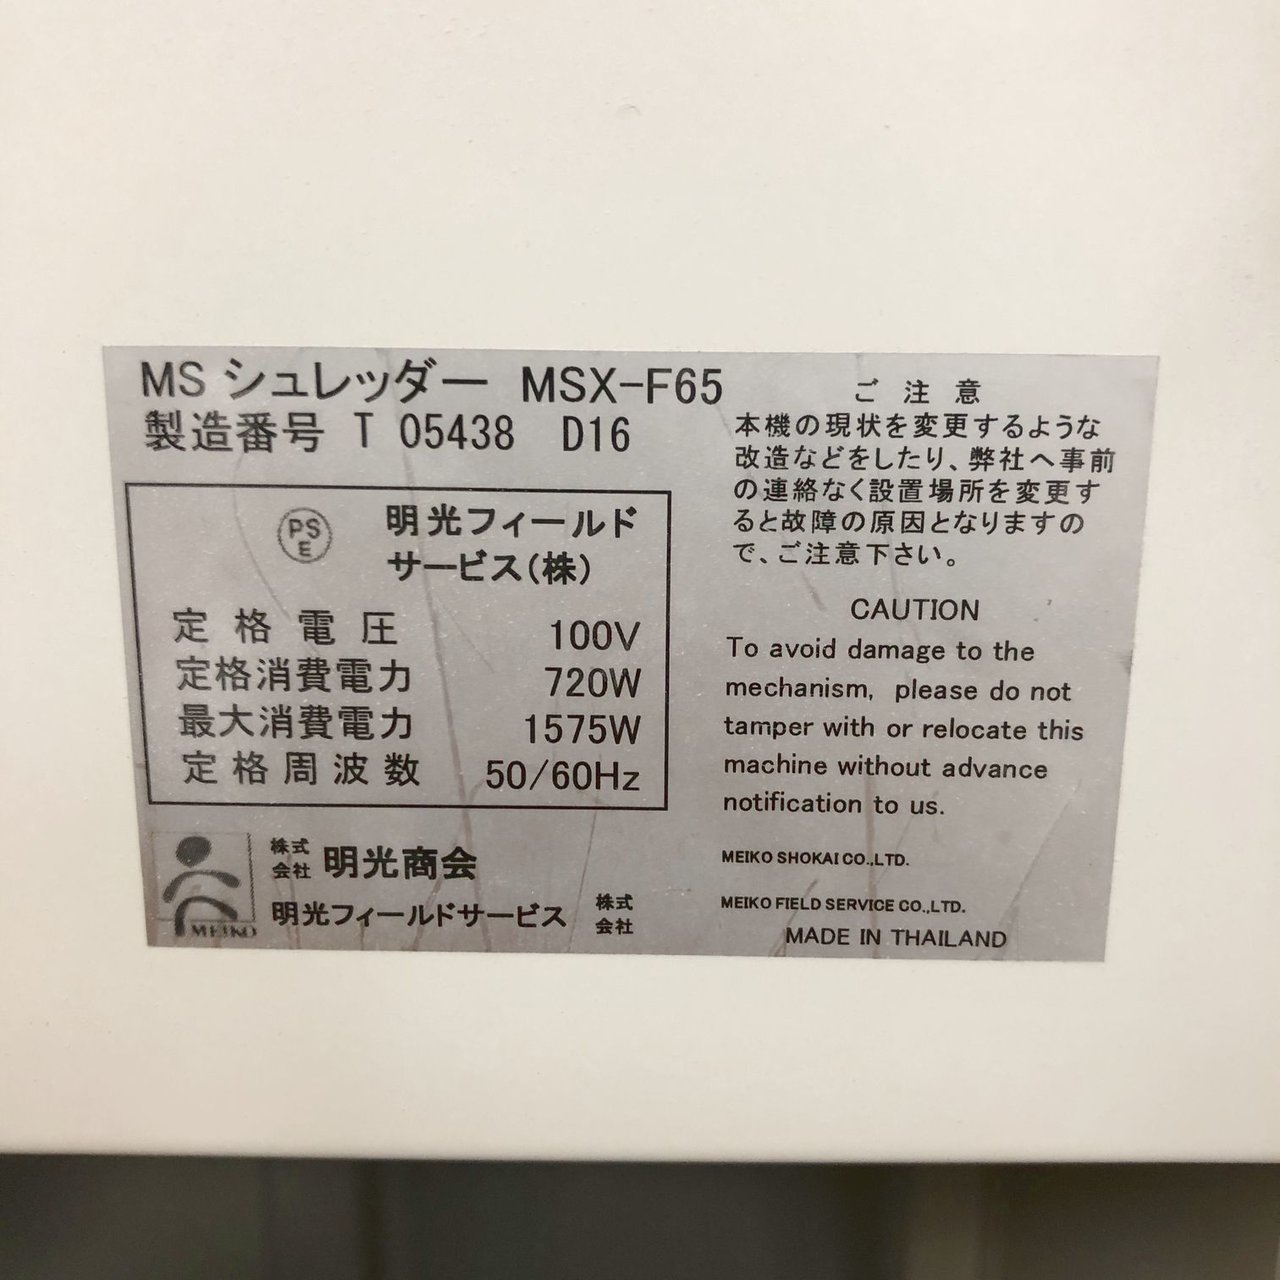 MS シュレッダー MSX-F65
製造番号 T 05438 D16
PS
E
明光フィールド
サービス(株)
定格電圧 100V
定格消費電力 720W
最大消費電力 1575W
定格周波数 50/60Hz
MEIKO
株式
会社 明光商会
明光フィールドサービス 株式
会社
ご注意
本機の現状を変更するような
改造などをしたり、弊社へ事前
の連絡なく設置場所を変更す
ると故障の原因となりますの
で、ご注意下さい。
CAUTION
To avoid damage to the
mechanism, please do not
tamper with or relocate this
machine without advance
notification to us.
MEIKO SHOKAI CO.,LTD.
MEIKO FIELD SERVICE CO.,LTD.
MADE IN THAILAND